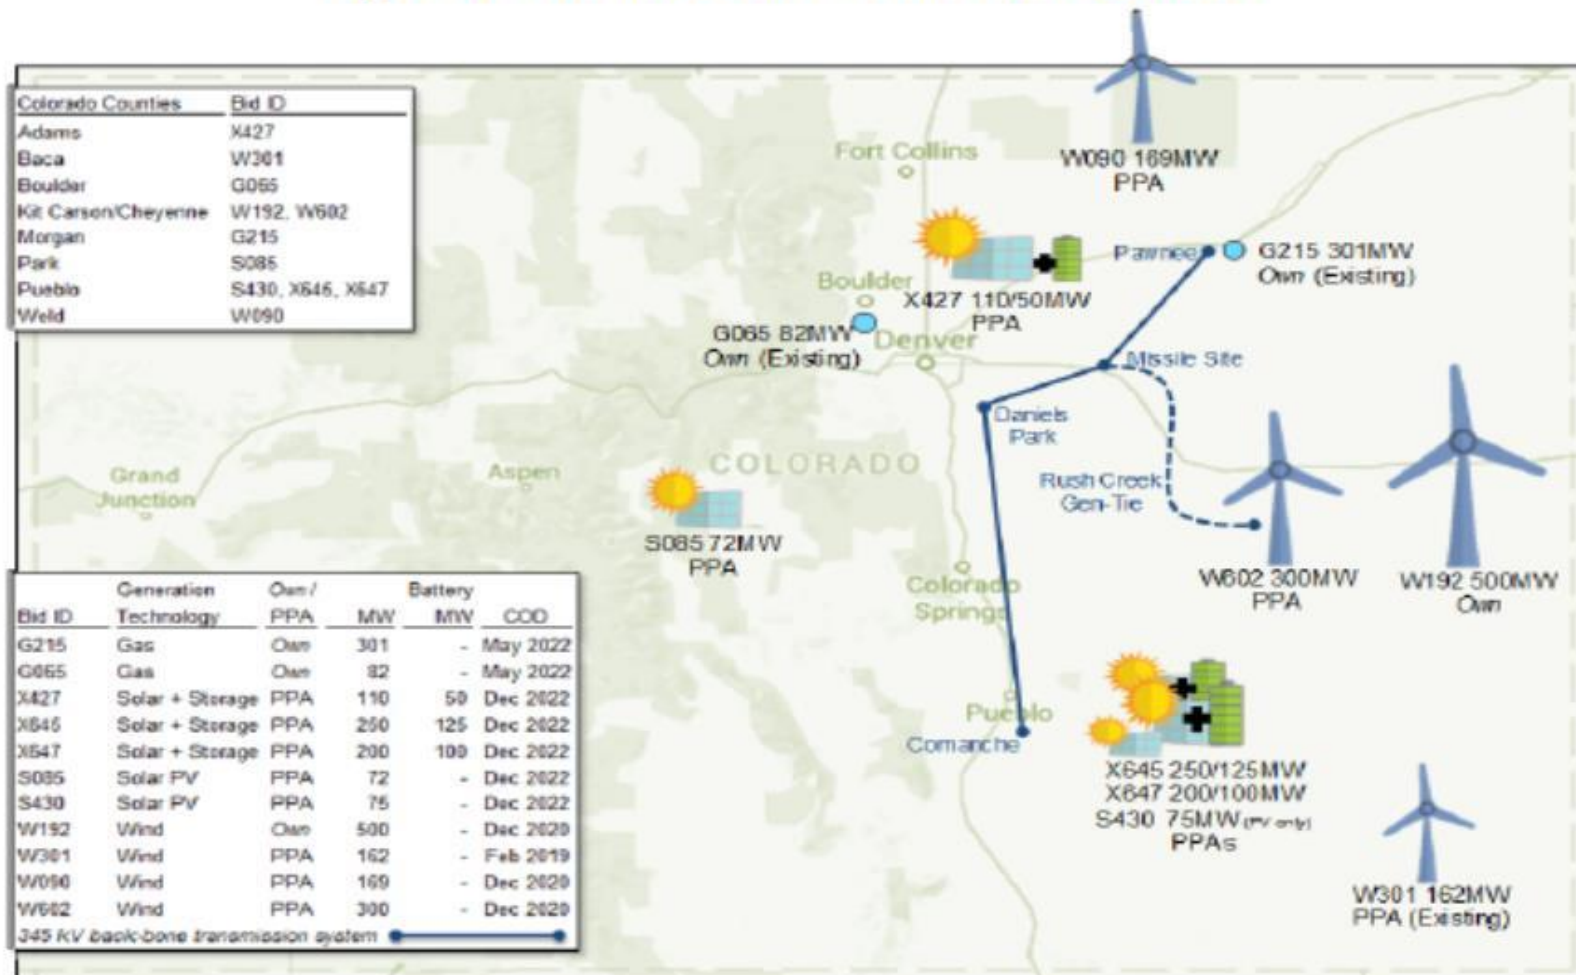 Colorado Counties Bid ID
Adams X427
Baca W301
Boulder G065
Kit Carson/Cheyenne W192, W602
Morgan G215
Park S085
Pueblo S430, X645, X647
Weld W090
W090 169MW
PPA
Fort Collins
Pawnee
G215 301MW
Own (Existing)
Boulder
X427 110/50MW
PPA
G065 82MW
Own (Existing)
Denver
Missile Site
Daniels
Park
COLORADO
Grand
Junction
Aspen
Rush Creek
Gen-Tie
S085 72MW
PPA
W602 300MW
PPA
W192 500MW
Own
Colorado
Springs
Pueblo
Comanche
X645 250/125MW
X647 200/100MW
S430 75MW (PV only)
PPAs
W301 162MW
PPA (Existing)
Generation Own / Battery
Bid ID Technology PPA MW MW COD
G215 Gas Own 301 - May 2022
G065 Gas Own 82 - May 2022
X427 Solar + Storage PPA 110 50 Dec 2022
X645 Solar + Storage PPA 250 125 Dec 2022
X647 Solar + Storage PPA 200 100 Dec 2022
S085 Solar PV PPA 72 - Dec 2022
S430 Solar PV PPA 75 - Dec 2022
W192 Wind Own 500 - Dec 2020
W301 Wind PPA 162 - Feb 2019
W090 Wind PPA 169 - Dec 2020
W602 Wind PPA 300 - Dec 2020
345 KV back-bone transmission system